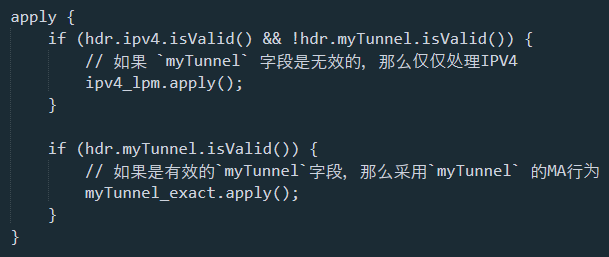 apply {
    if (hdr.ipv4.isValid() && !hdr.myTunnel.isValid()) {
        // 如果 `myTunnel` 字段是无效的, 那么仅仅处理IPV4
        ipv4_lpm.apply();
    }

    if (hdr.myTunnel.isValid()) {
        // 如果是有效的`myTunnel`字段, 那么采用`myTunnel` 的MA行为
        myTunnel_exact.apply();
    }
}